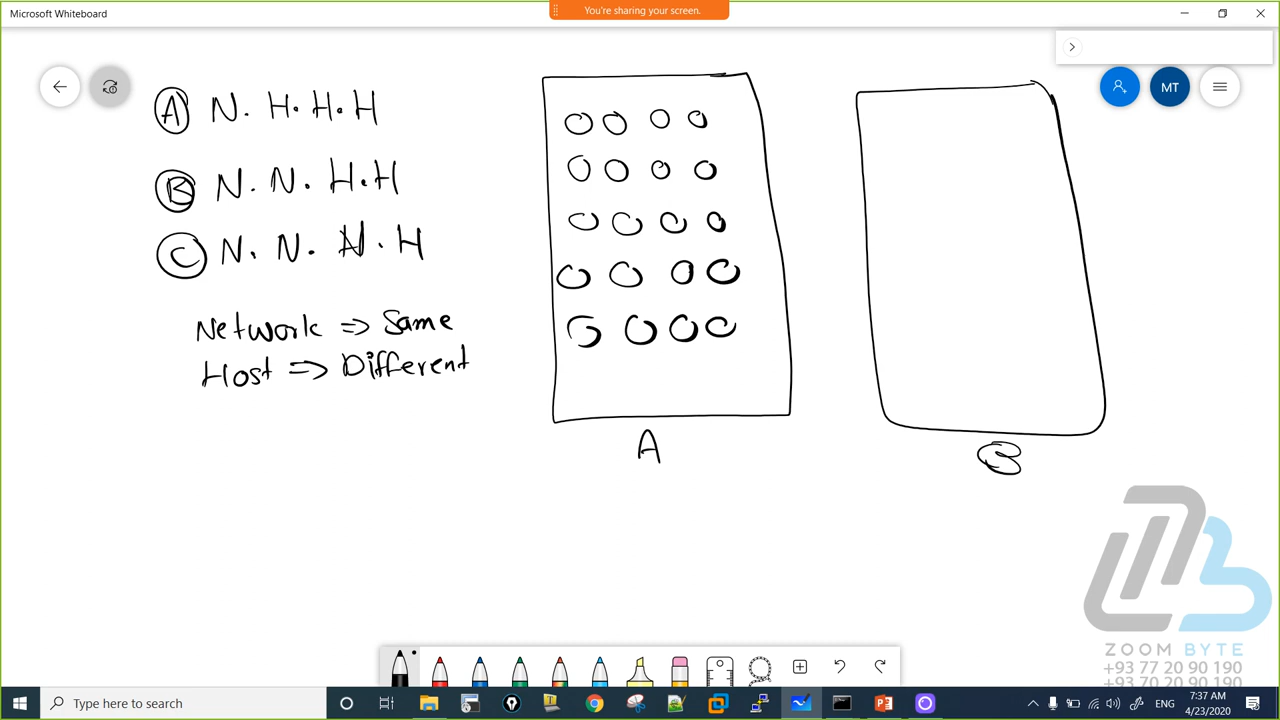 You're sharing your screen.
Microsoft Whiteboard
MT
A N. H. H. H
B N. N. H. H
C N. N. N. H
Network => Same
Host => Different
A
B
ZOOM BYTE
+93 77 20 90 190
+93 77 20 90 190
Type here to search
ENG
7:37 AM
4/23/2020